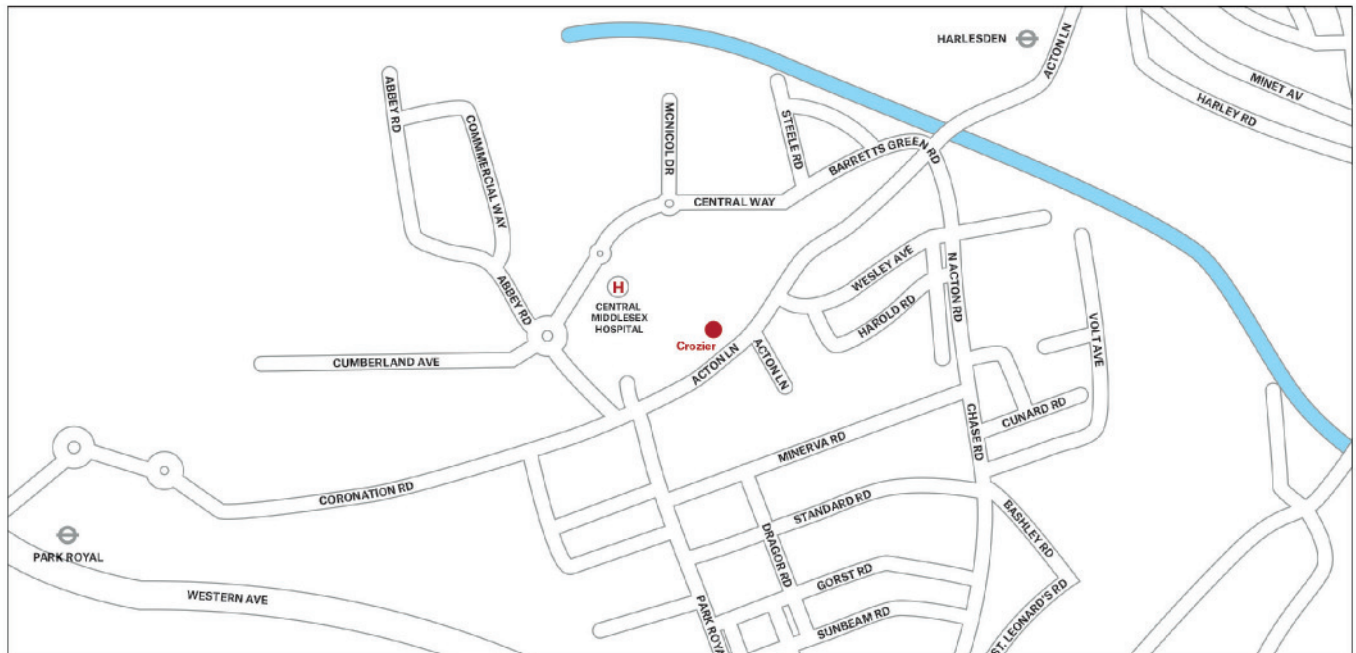 HARLESDEN
ACTON LN
MINET AV
HARLEY RD
ABBEY RD
COMMMERCIAL WAY
MCNICOL DR
STEELE RD
BARRETTS GREEN RD
CENTRAL WAY
ABBEY RD
H
CENTRAL
MIDDLESEX
HOSPITAL
WESLEY AVE
N ACTON RD
HAROLD RD
VOLT AVE
Crozier
ACTON LN
ACTON LN
CUMBERLAND AVE
CUNARD RD
CHASE RD
MINERVA RD
CORONATION RD
STANDARD RD
BASHLEY RD
DRAGOR RD
PARK ROYAL
GORST RD
WESTERN AVE
PARK ROYA
SUNBEAM RD
ST. LEONARD'S RD